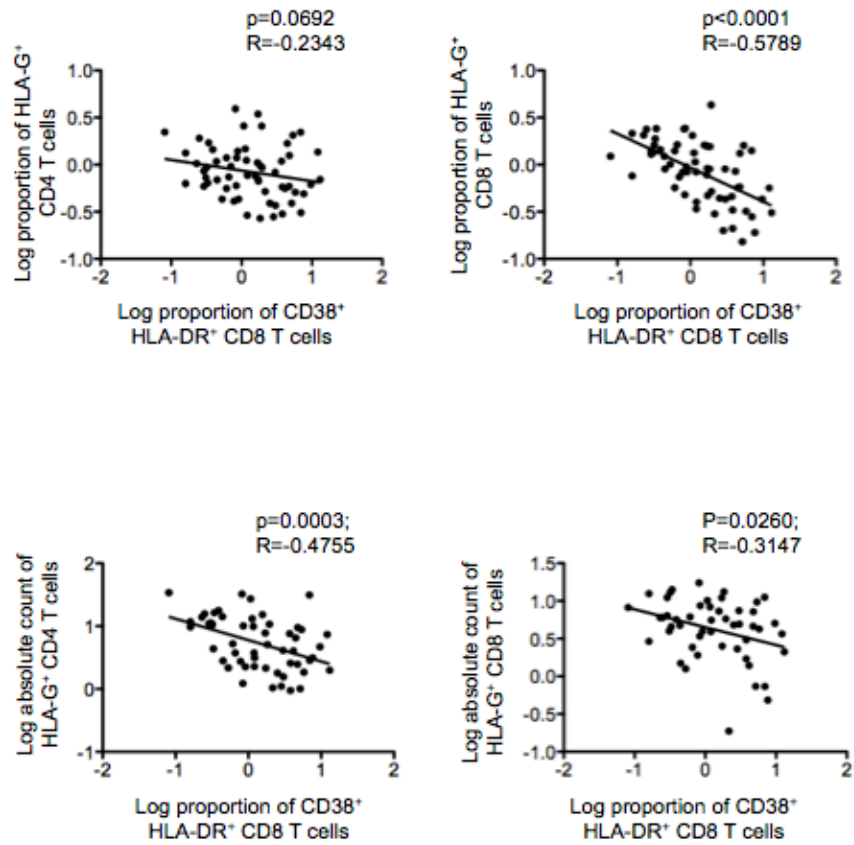 p=0.0692
R=-0.2343
Log proportion of HLA-G⁺
CD4 T cells
1.0
0.5
0.0
-0.5
-1.0
-2
-1
0
1
2
Log proportion of CD38⁺
HLA-DR⁺ CD8 T cells
p<0.0001
R=-0.5789
Log proportion of HLA-G⁺
CD8 T cells
1.0
0.5
0.0
-0.5
-1.0
-2
-1
0
1
2
Log proportion of CD38⁺
HLA-DR⁺ CD8 T cells
p=0.0003;
R=-0.4755
Log absolute count of
HLA-G⁺ CD4 T cells
2
1
0
-1
-2
-1
0
1
2
Log proportion of CD38⁺
HLA-DR⁺ CD8 T cells
P=0.0260;
R=-0.3147
Log absolute count of
HLA-G⁺ CD8 T cells
1.5
1.0
0.5
0.0
-0.5
-1.0
-2
-1
0
1
2
Log proportion of CD38⁺
HLA-DR⁺ CD8 T cells